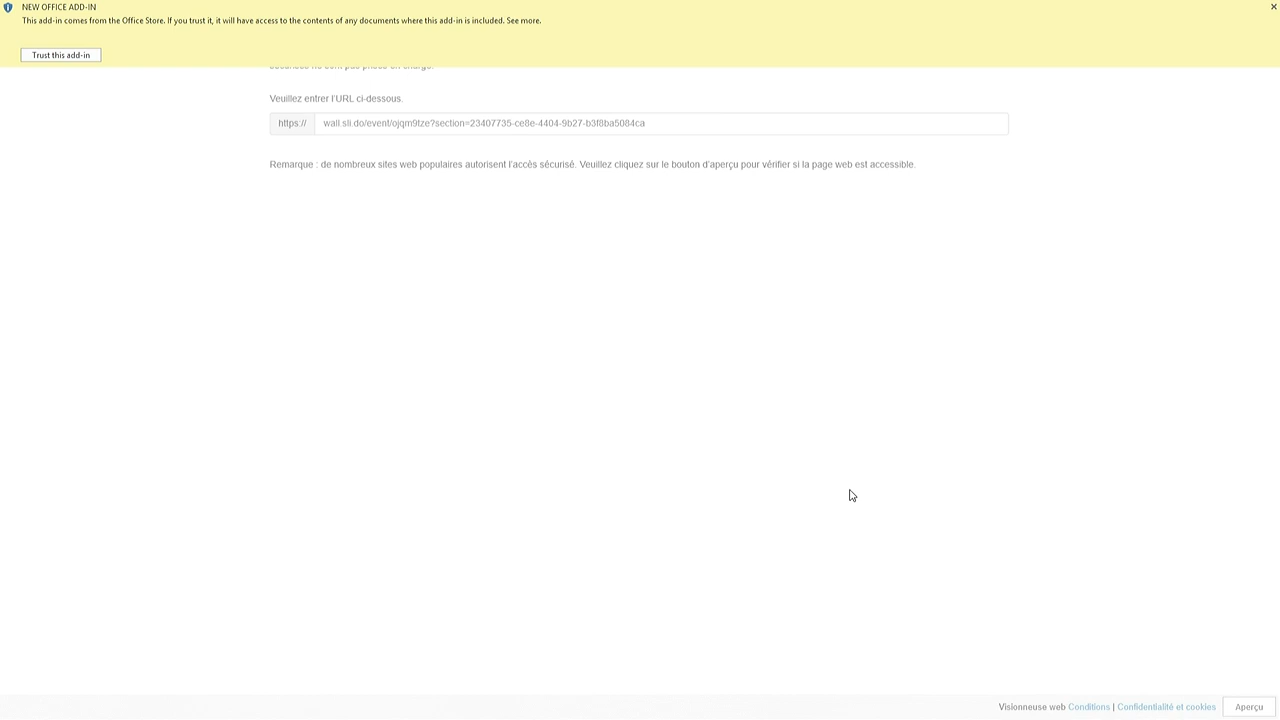 NEW OFFICE ADD-IN
This add-in comes from the Office Store. If you trust it, it will have access to the contents of any documents where this add-in is included. See more.
Trust this add-in
Veuillez entrer l'URL ci-dessous.
https:// wall.sli.do/event/ojqm9tze?section=23407735-ce8e-4404-9b27-b3f8ba5084ca
Remarque : de nombreux sites web populaires autorisent l'accès sécurisé. Veuillez cliquez sur le bouton d'aperçu pour vérifier si la page web est accessible.
Visionneuse web Conditions | Confidentialité et cookies Aperçu